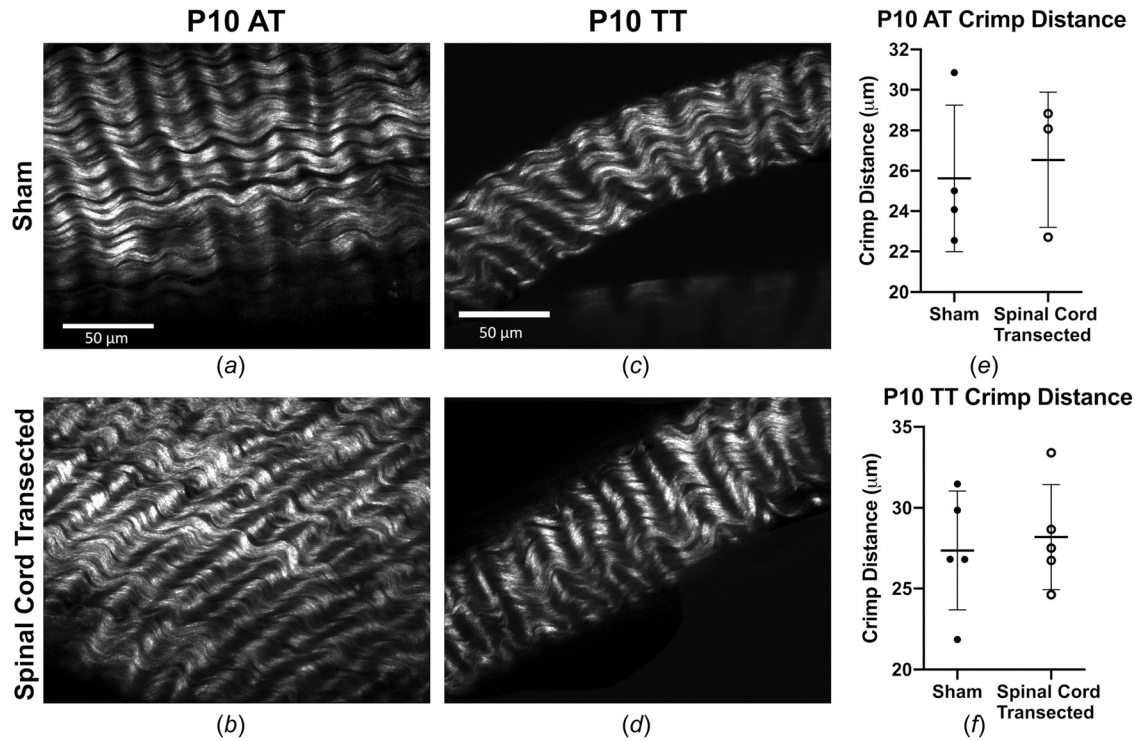 P10 AT
P10 TT
Sham
50 µm
(a)
50 µm
(c)
Spinal Cord Transected
(b)
(d)
P10 AT Crimp Distance
Crimp Distance (µm)
32
30
28
26
24
22
20
Sham
Spinal Cord
Transected
(e)
P10 TT Crimp Distance
Crimp Distance (µm)
35
30
25
20
Sham
Spinal Cord
Transected
(f)